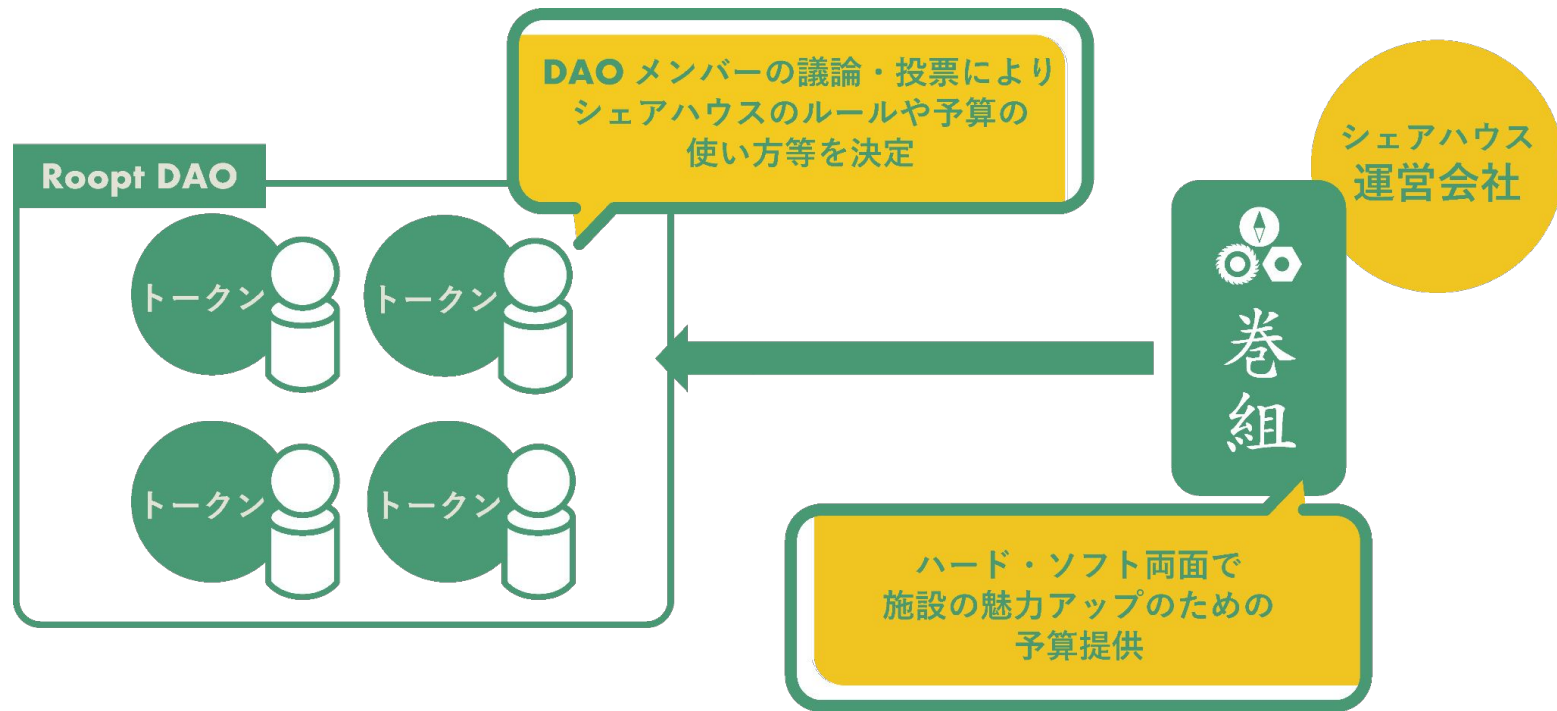 DAO メンバーの議論・投票により
シェアハウスのルールや予算の
使い方等を決定
シェアハウス
運営会社
Roopt DAO
トークン
トークン
巻組
トークン
トークン
ハード・ソフト両面で
施設の魅力アップのための
予算提供